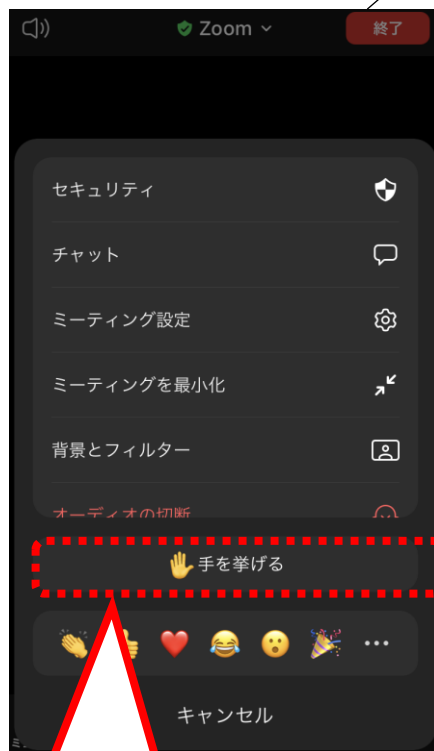 Zoom
終了
セキュリティ
チャット
ミーティング設定
ミーティングを最小化
背景とフィルター
オーディオの切断
手を挙げる
キャンセル